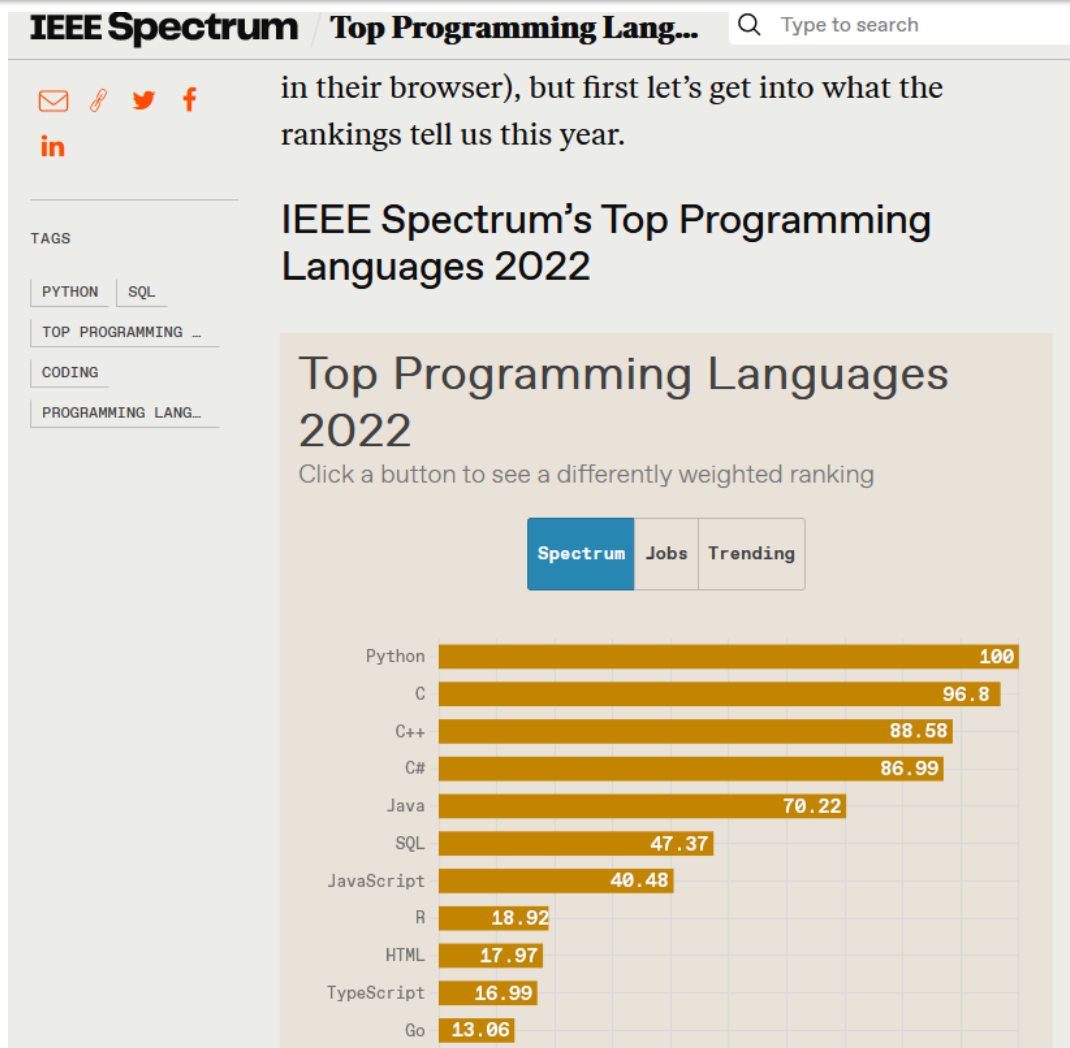 IEEE Spectrum / Top Programming Lang...
Type to search
in their browser), but first let's get into what the
rankings tell us this year.
in
TAGS
PYTHON
SQL
TOP PROGRAMMING …
CODING
PROGRAMMING LANG…
IEEE Spectrum's Top Programming
Languages 2022
Top Programming Languages
2022
Click a button to see a differently weighted ranking
Spectrum Jobs Trending
Python 100
C 96.8
C++ 88.58
C# 86.99
Java 70.22
SQL 47.37
JavaScript 40.48
R 18.92
HTML 17.97
TypeScript 16.99
Go 13.06